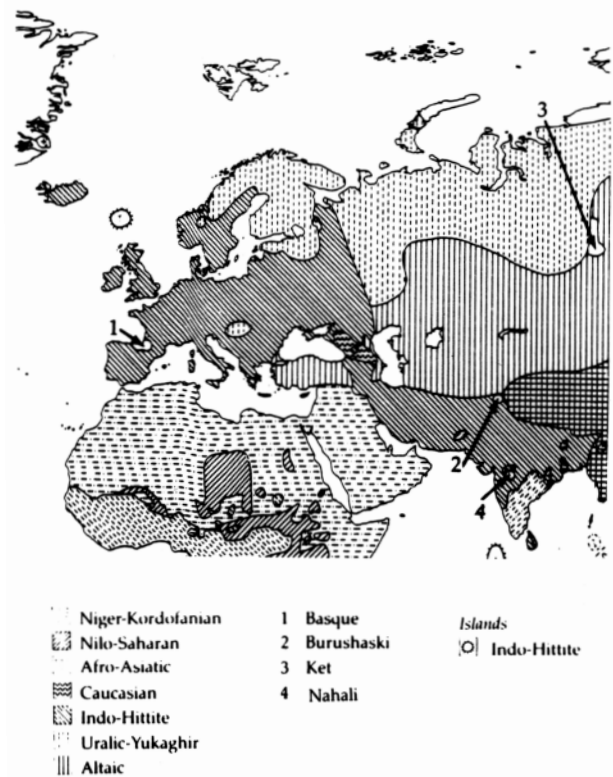 3
1
2
4
Niger-Kordofanian
Nilo-Saharan
Afro-Asiatic
Caucasian
Indo-Hittite
Uralic-Yukaghir
Altaic
1 Basque
2 Burushaski
3 Ket
4 Nahali
Islands
Indo-Hittite